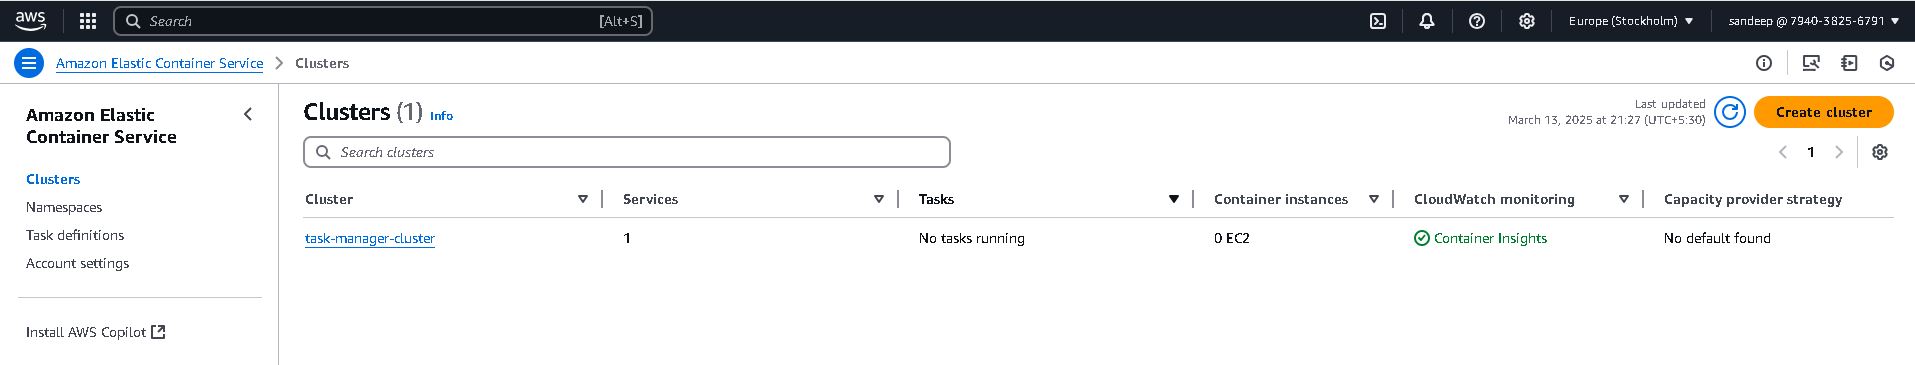 aws
Search [Alt+S]
Europe (Stockholm)
sandeep @ 7940-3825-6791
Amazon Elastic Container Service
Clusters
Amazon Elastic
Container Service
Clusters
Namespaces
Task definitions
Account settings
Install AWS Copilot
Clusters (1) Info
Last updated
March 13, 2025 at 21:27 (UTC+5:30)
Create cluster
Search clusters
1
Cluster Services Tasks Container instances CloudWatch monitoring Capacity provider strategy
task-manager-cluster 1 No tasks running 0 EC2 Container Insights No default found